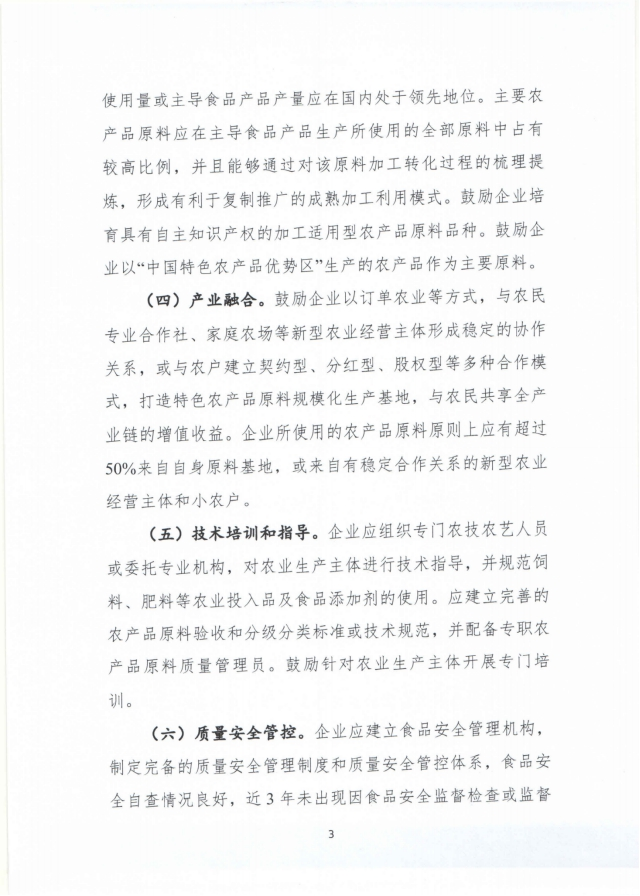 使用量或主导食品产品产量应在国内处于领先地位。主要农
产品原料应在主导食品产品生产所使用的全部原料中占有
较高比例，并且能够通过对该原料加工转化过程的梳理提
炼，形成有利于复制推广的成熟加工利用模式。鼓励企业培
育具有自主知识产权的加工适用型农产品原料品种。鼓励企
业以“中国特色农产品优势区”生产的农产品作为主要原料。
（四）产业融合。鼓励企业以订单农业等方式，与农民
专业合作社、家庭农场等新型农业经营主体形成稳定的协作
关系，或与农户建立契约型、分红型、股权型等多种合作模
式，打造特色农产品原料规模化生产基地，与农民共享全产
业链的增值收益。企业所使用的农产品原料原则上应有超过
50%来自自身原料基地，或来自有稳定合作关系的新型农业
经营主体和小农户。
（五）技术培训和指导。企业应组织专门农技农艺人员
或委托专业机构，对农业生产主体进行技术指导，并规范饲
料、肥料等农业投入品及食品添加剂的使用。应建立完善的
农产品原料验收和分级分类标准或技术规范，并配备专职农
产品原料质量管理员。鼓励针对农业生产主体开展专门培
训。
（六）质量安全管控。企业应建立食品安全管理机构，
制定完备的质量安全管理制度和质量安全管控体系，食品安
全自查情况良好，近 3 年未出现因食品安全监督检查或监督
3